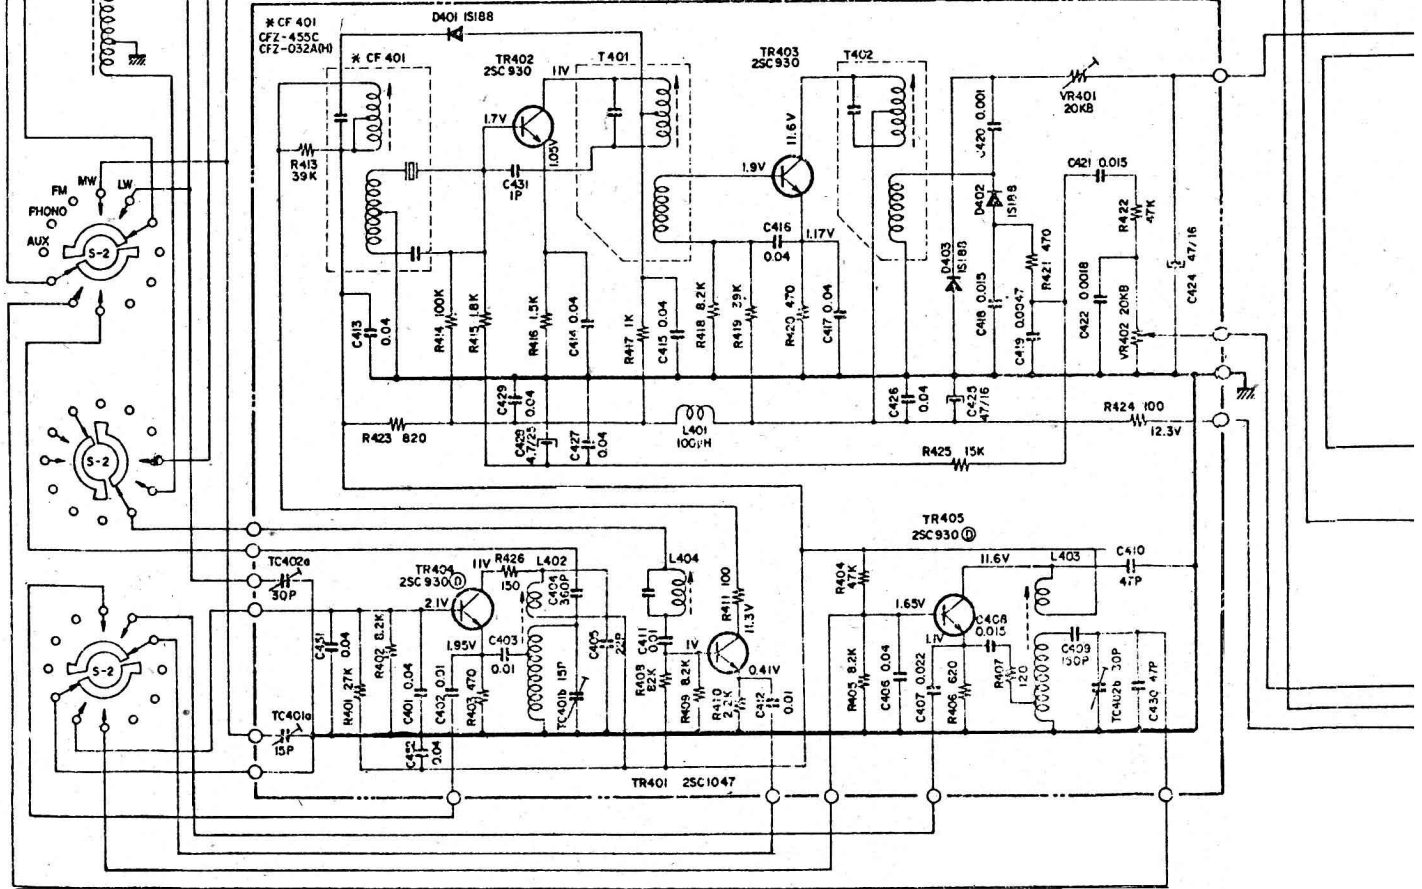 * CF 401
CFZ-455C
CFZ-032A(H)
D401 1S188
* CF 401
TR402
2SC930
11V
T401
TR403
2SC930
T402
VR401
20KB
1.7V
1.05V
11.6V
C420 0.001
R413
39K
C431
1P
1.9V
D402
1S188
C421 0.015
R422
47K
FM
MW
LW
PHONO
AUX
S-2
C416
0.04
1.17V
D403
1S188
R421 470
C424 47/16
C413
0.04
R414 100K
R415 1.8K
R416 1.5K
C414 0.04
R417 1K
C415 0.04
R418 8.2K
R419 39K
R420 470
C417 0.04
C418 0.015
C419 0.0047
C422 0.0018
VR402 20KB
C429
0.04
C428
4.7/25
C427
0.04
R423 820
L401
100μH
C426
0.04
C425
47/16
R424 100
12.3V
R425 15K
S-2
TC402a
30P
TR404
2SC930 D
11V
R426
150
L402
C404
360P
L404
R411 100
11.3V
TR405
2SC930 D
11.6V
L403
C410
47P
R404
47K
2.1V
1.95V
C403
0.01
C405
22P
C411
0.01
1V
0.41V
1.65V
1.1V
C408
0.015
R407
120
C409
150P
S-2
C451
0.04
R401 27K
R402 8.2K
C401 0.04
C402 0.01
R403 470
TC401b 15P
R408
82K
R409 8.2K
R410
2.2K
C412
0.01
R405 8.2K
C406 0.04
C407 0.022
R406 620
TC402b 30P
C430 47P
TC401a
15P
C452
0.04
TR401 2SC1047